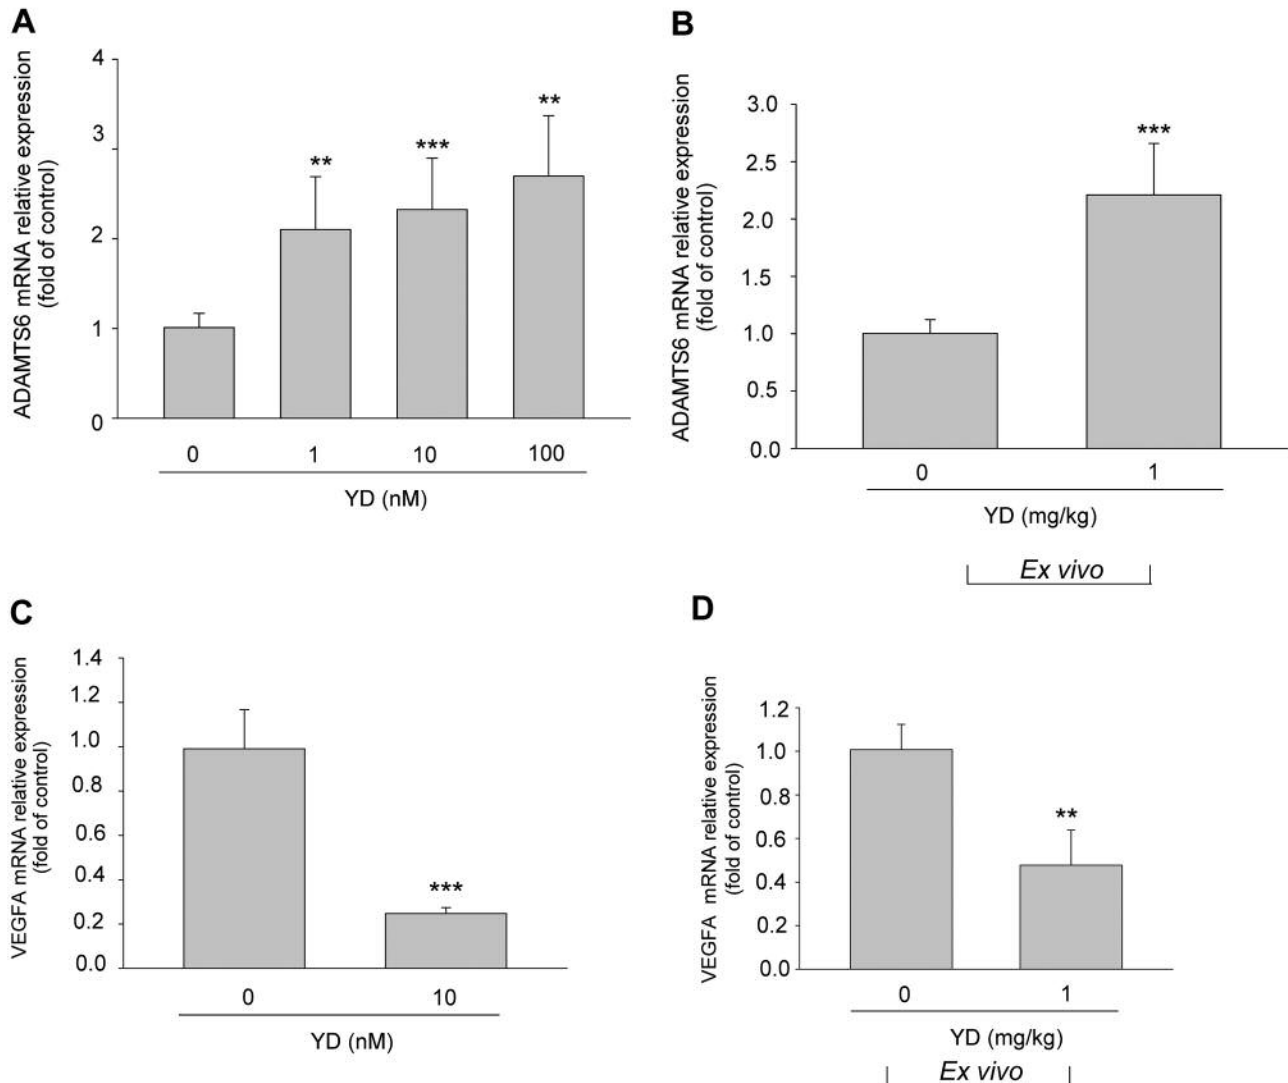 A
ADAMTS6 mRNA relative expression
(fold of control)
4
3
2
1
0
**
***
**
0 1 10 100
YD (nM)
B
ADAMTS6 mRNA relative expression
(fold of control)
3.0
2.5
2.0
1.5
1.0
0.5
0.0
***
0 1
YD (mg/kg)
Ex vivo
C
VEGFA mRNA relative expression
(fold of control)
1.4
1.2
1.0
0.8
0.6
0.4
0.2
0.0
***
0 10
YD (nM)
D
VEGFA mRNA relative expression
(fold of control)
1.2
1.0
0.8
0.6
0.4
0.2
0.0
**
0 1
YD (mg/kg)
Ex vivo